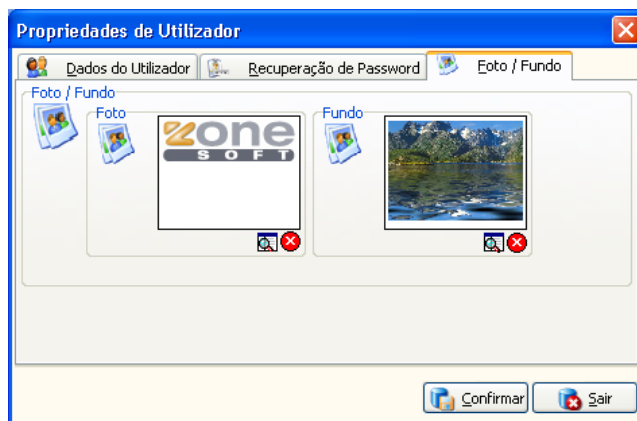 Propriedades de Utilizador
Dados do Utilizador Recuperação de Password Foto / Fundo
Foto / Fundo
Foto Fundo
zone
SOFT
Confirmar Sair